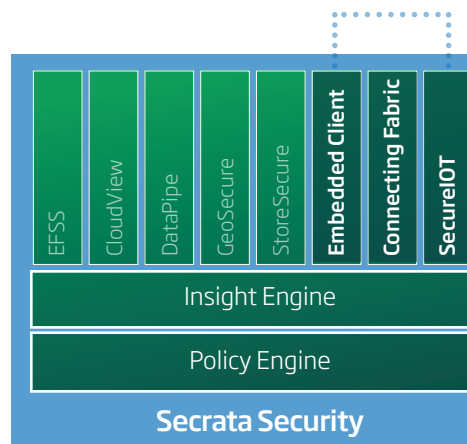 EFSS
CloudView
DataPipe
GeoSecure
StoreSecure
Embedded Client
Connecting Fabric
SecureIOT
Insight Engine
Policy Engine
Secrata Security